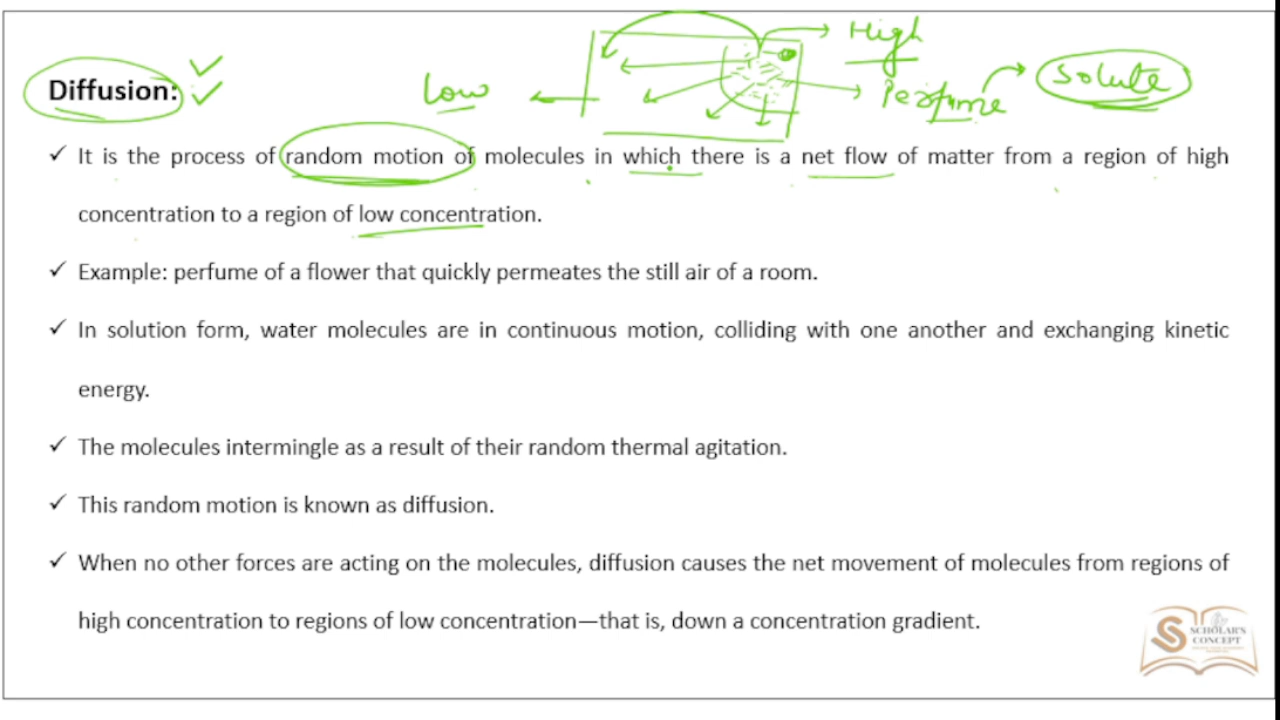 High
Diffusion: Low Perfume Solute
✓ It is the process of random motion of molecules in which there is a net flow of matter from a region of high
concentration to a region of low concentration.
✓ Example: perfume of a flower that quickly permeates the still air of a room.
✓ In solution form, water molecules are in continuous motion, colliding with one another and exchanging kinetic
energy.
✓ The molecules intermingle as a result of their random thermal agitation.
✓ This random motion is known as diffusion.
✓ When no other forces are acting on the molecules, diffusion causes the net movement of molecules from regions of
high concentration to regions of low concentration—that is, down a concentration gradient.
SCHOLAR'S
CONCEPT